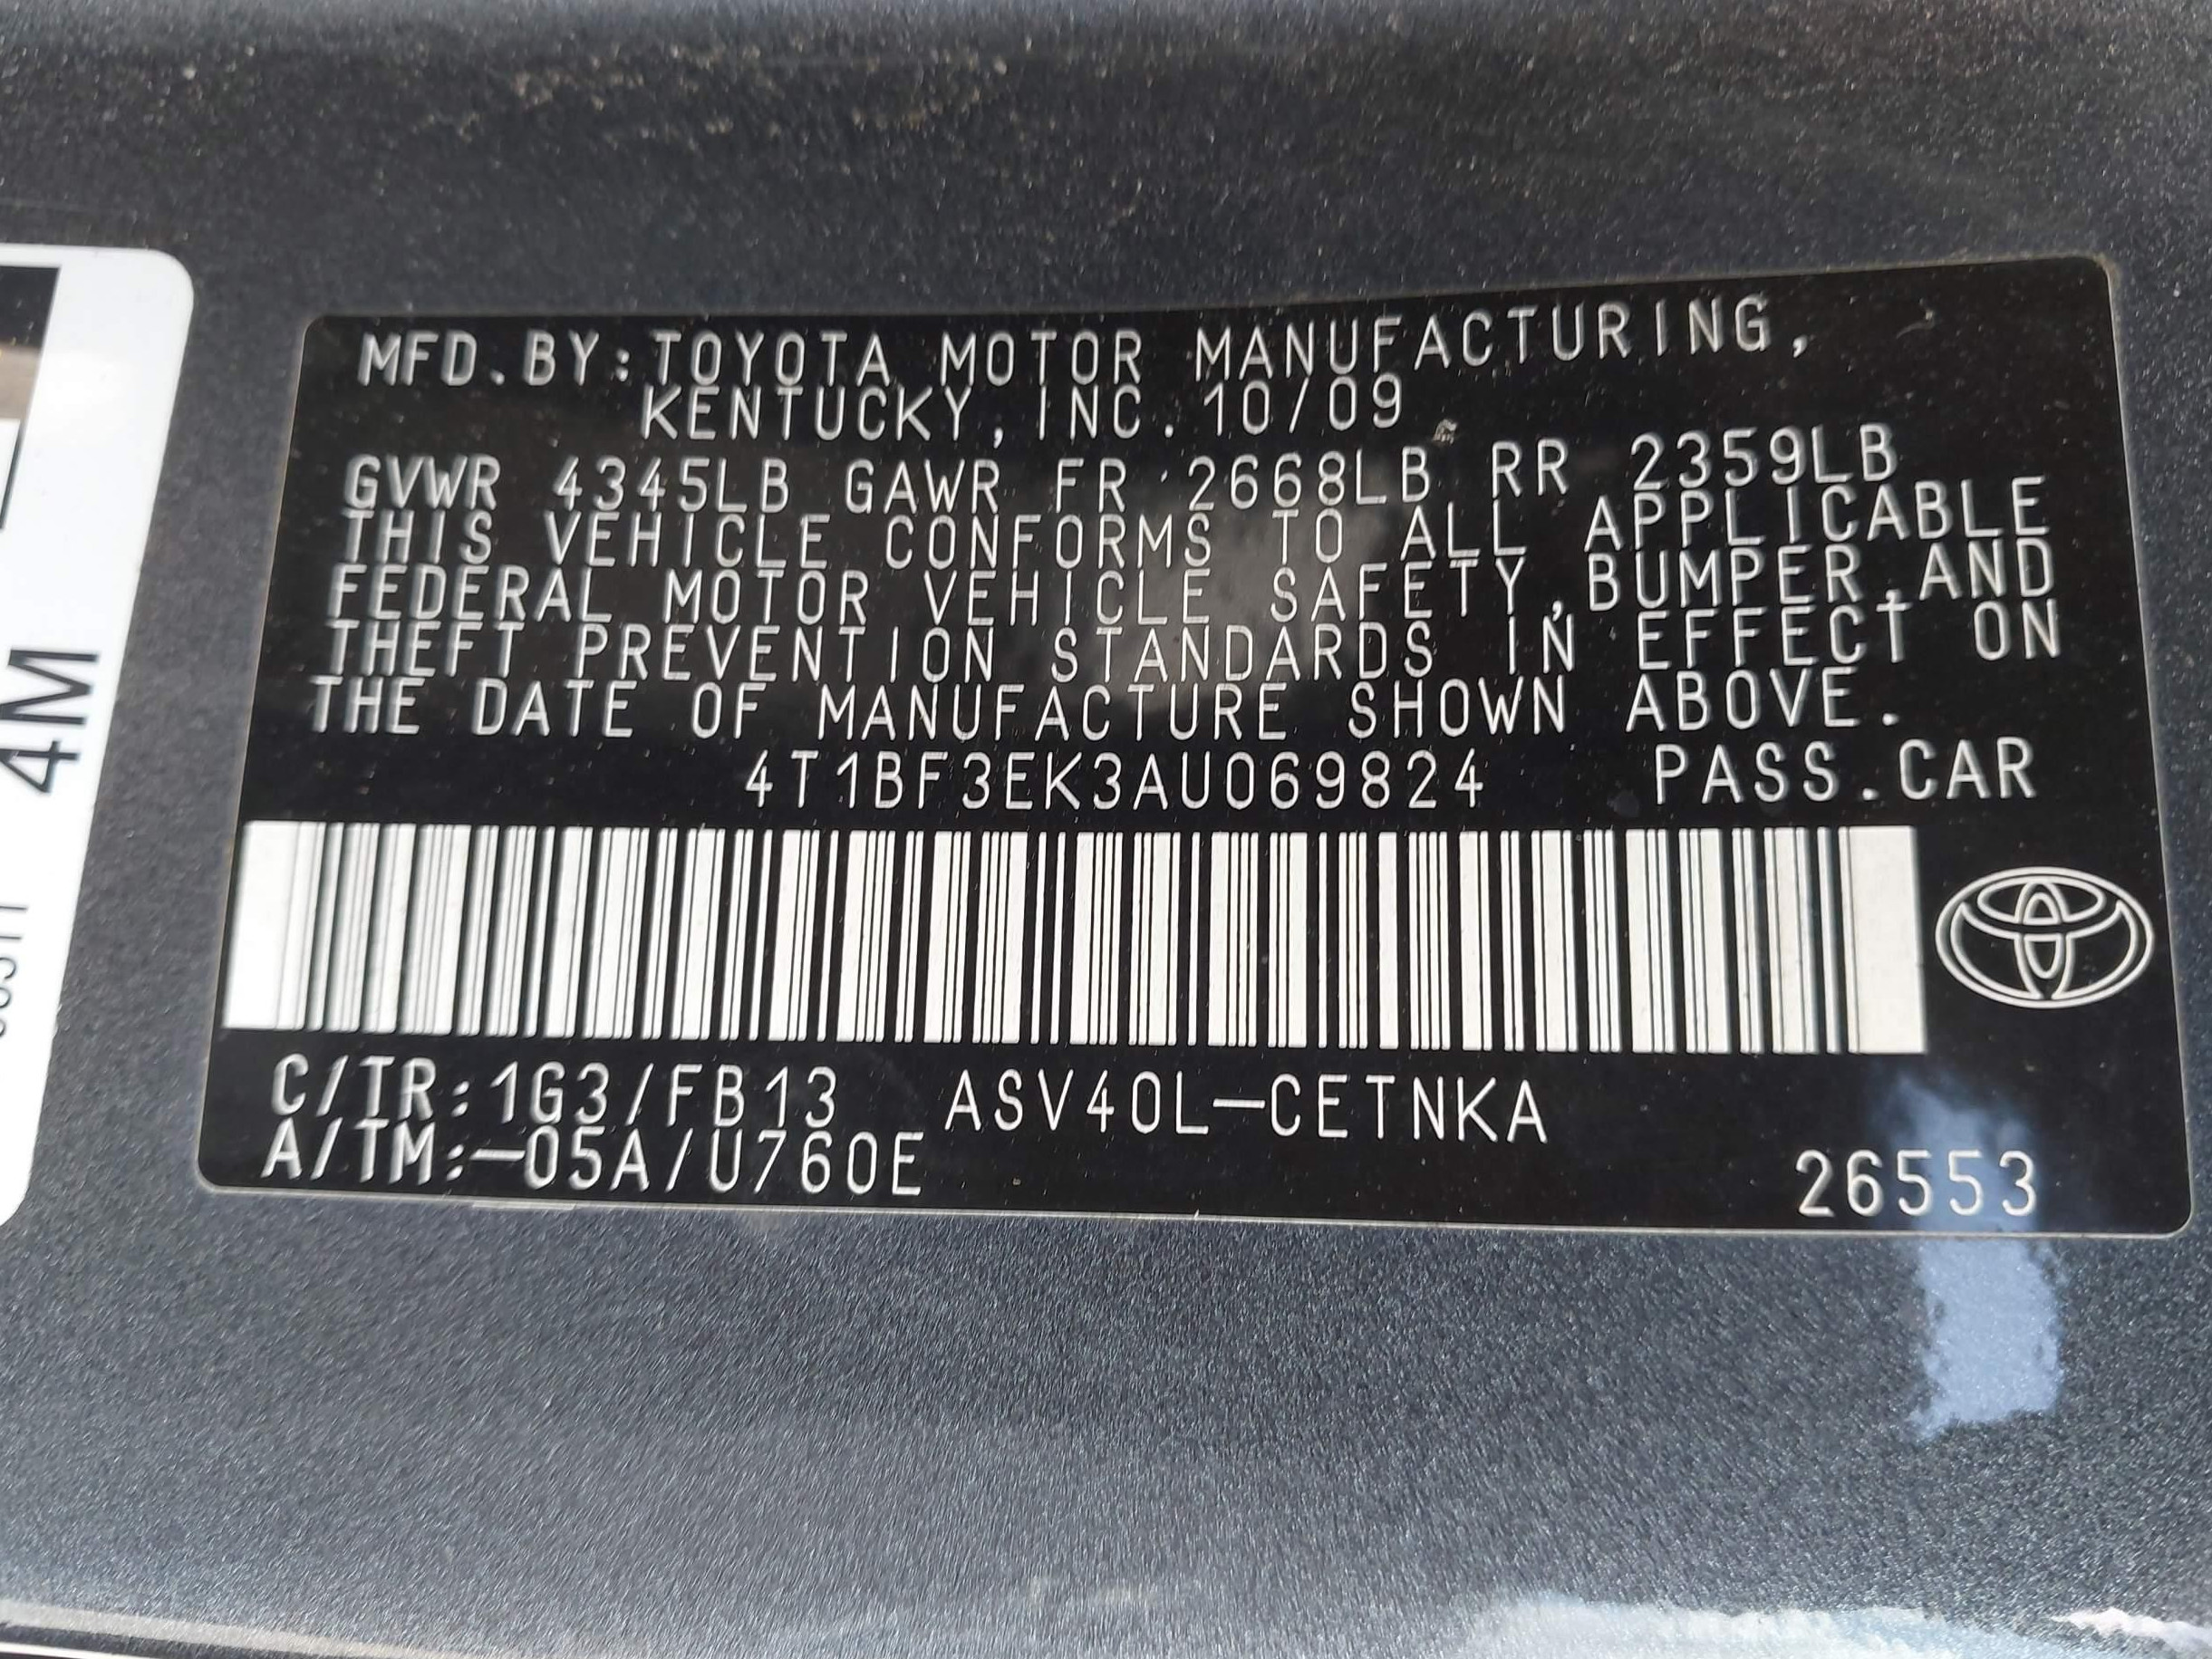 MFD.BY:TOYOTA MOTOR MANUFACTURING,
KENTUCKY, INC. 10/09
GVWR 4345LB GAWR FR 2668LB RR 2359LB
THIS VEHICLE CONFORMS TO ALL APPLICABLE
FEDERAL MOTOR VEHICLE SAFETY,BUMPER,AND
THEFT PREVENTION STANDARDS IN EFFECT ON
THE DATE OF MANUFACTURE SHOWN ABOVE.
4T1BF3EK3AU069824 PASS.CAR
C/TR:1G3/FB13 ASV40L-CETNKA
A/TM:-05A/U760E
26553
4M